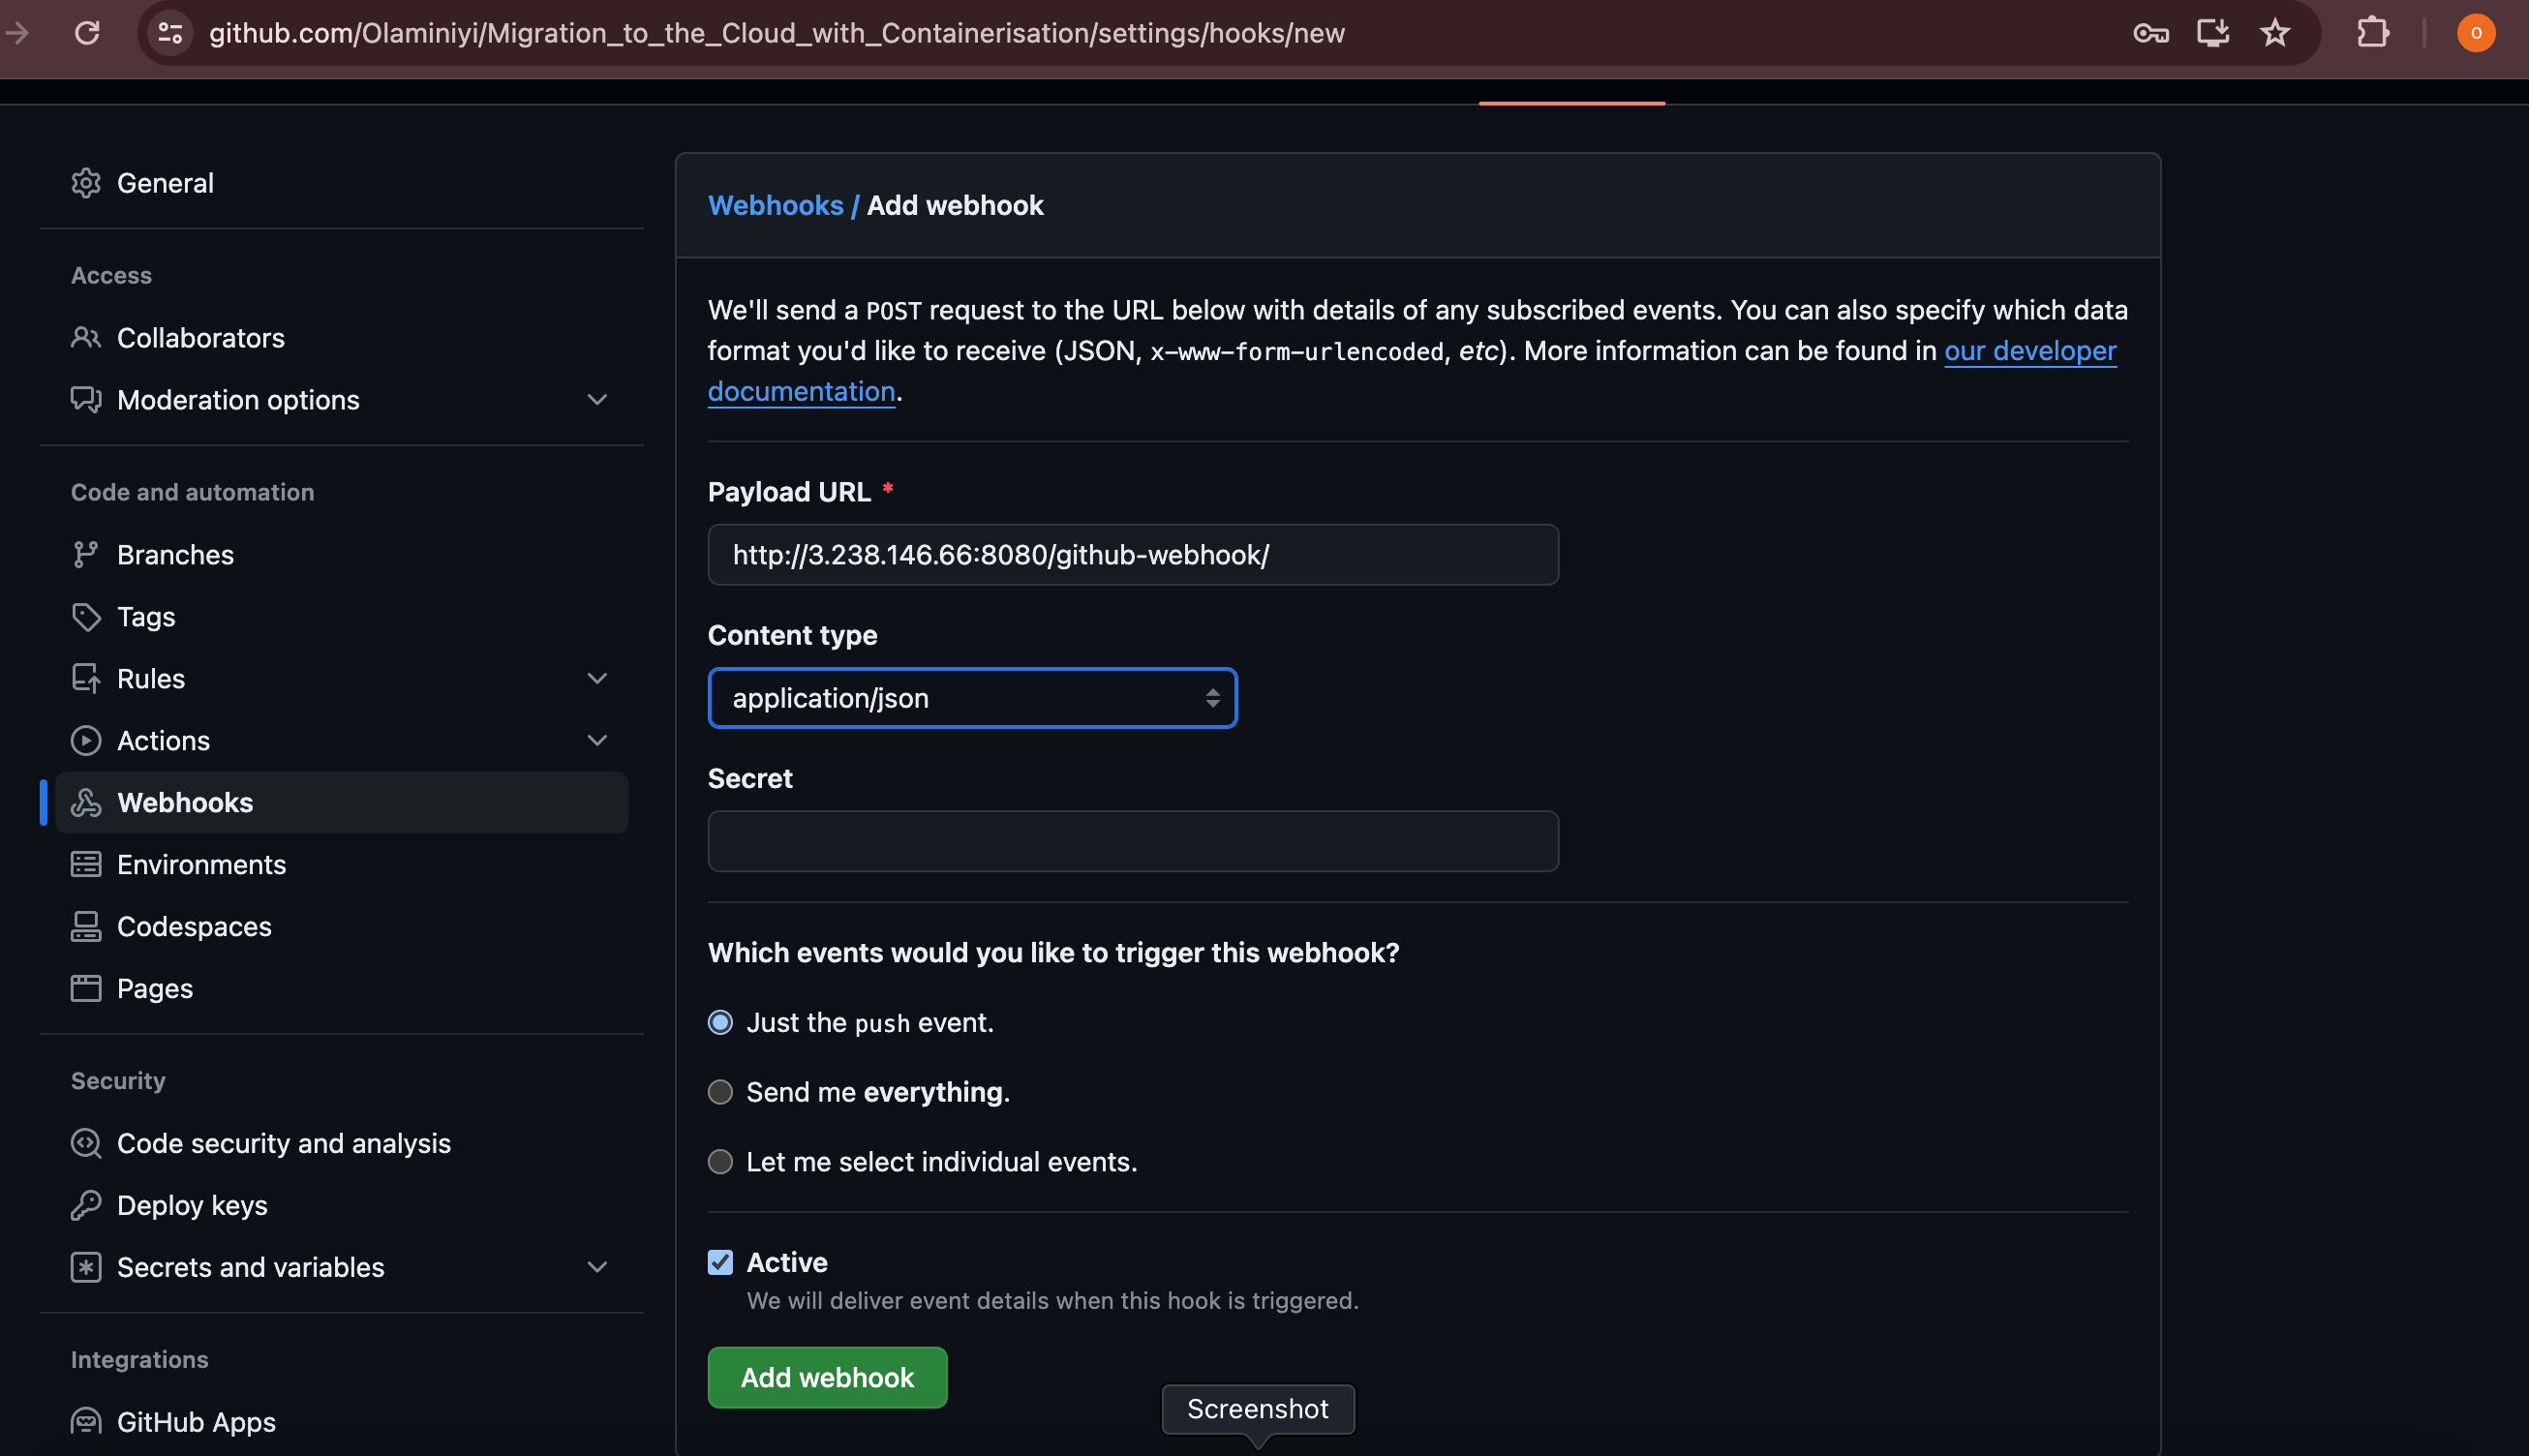 github.com/Olaminiyi/Migration_to_the_Cloud_with_Containerisation/settings/hooks/new
O
General
Access
Collaborators
Moderation options
Code and automation
Branches
Tags
Rules
Actions
Webhooks
Environments
Codespaces
Pages
Security
Code security and analysis
Deploy keys
Secrets and variables
Integrations
GitHub Apps
Webhooks / Add webhook
We'll send a POST request to the URL below with details of any subscribed events. You can also specify which data
format you'd like to receive (JSON, x-www-form-urlencoded, etc). More information can be found in our developer
documentation.
Payload URL *
http://3.238.146.66:8080/github-webhook/
Content type
application/json
Secret
Which events would you like to trigger this webhook?
Just the push event.
Send me everything.
Let me select individual events.
Active
We will deliver event details when this hook is triggered.
Add webhook
Screenshot